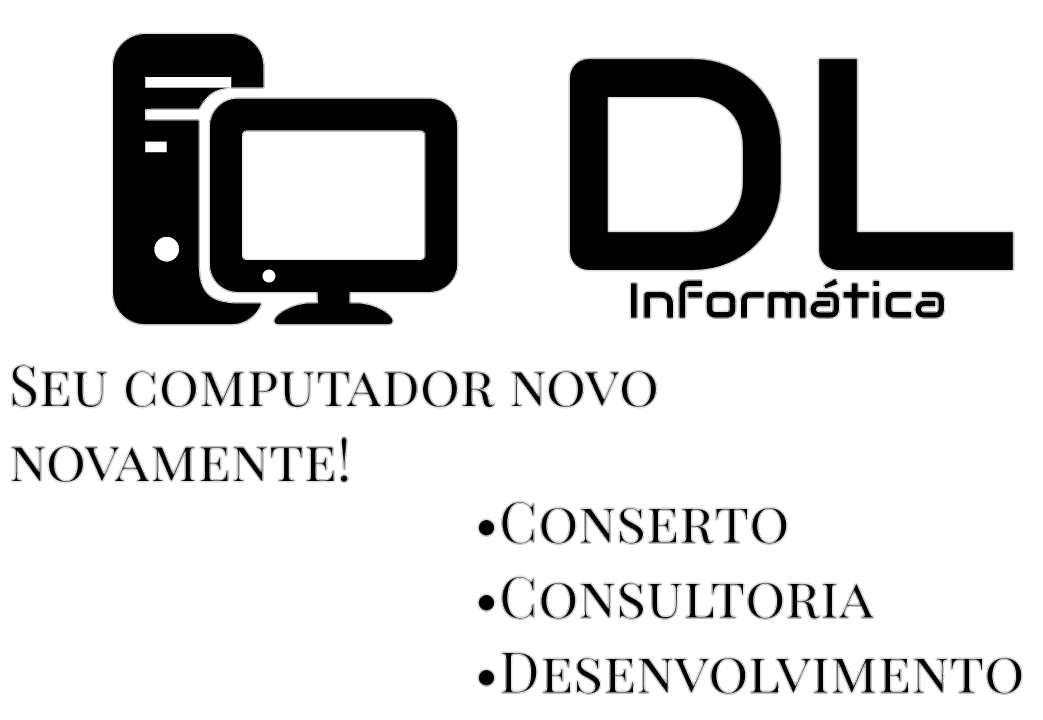 DL
Informática
Seu computador novo
novamente!
•Conserto
•Consultoria
•Desenvolvimento